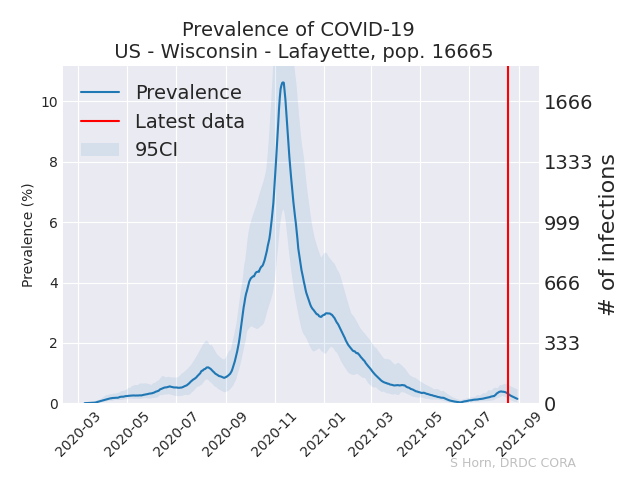 Prevalence of COVID-19
US - Wisconsin - Lafayette, pop. 16665
Prevalence
Latest data
95CI
Prevalence (%)
10
8
6
4
2
0
1666
1333
999
666
333
0
# of infections
2020-03
2020-05
2020-07
2020-09
2020-11
2021-01
2021-03
2021-05
2021-07
2021-09
S Horn, DRDC CORA